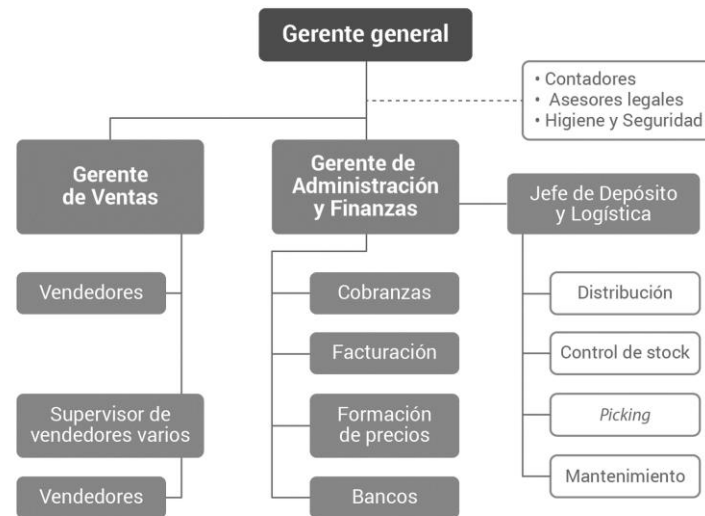 Gerente general
• Contadores
• Asesores legales
• Higiene y Seguridad
Gerente
de Ventas
Gerente de
Administración
y Finanzas
Jefe de Depósito
y Logística
Vendedores
Supervisor de
vendedores varios
Vendedores
Cobranzas
Facturación
Formación
de precios
Bancos
Distribución
Control de stock
Picking
Mantenimiento